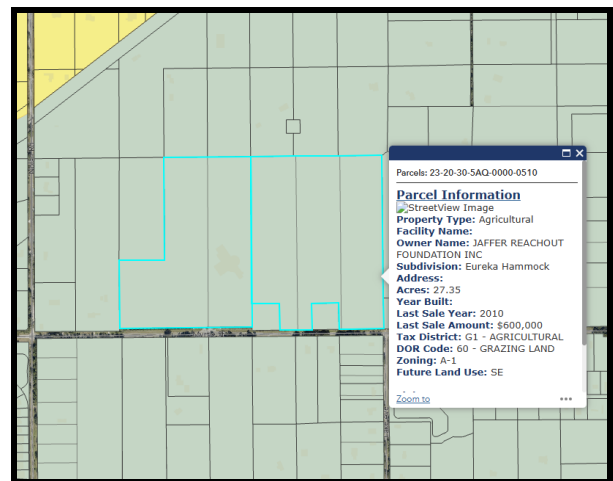 Parcels: 23-20-30-5AQ-0000-0510
Parcel Information
StreetView Image
Property Type: Agricultural
Facility Name:
Owner Name: JAFFER REACHOUT
FOUNDATION INC
Subdivision: Eureka Hammock
Address:
Acres: 27.35
Year Built:
Last Sale Year: 2010
Last Sale Amount: $600,000
Tax District: G1 - AGRICULTURAL
DOR Code: 60 - GRAZING LAND
Zoning: A-1
Future Land Use: SE
Zoom to